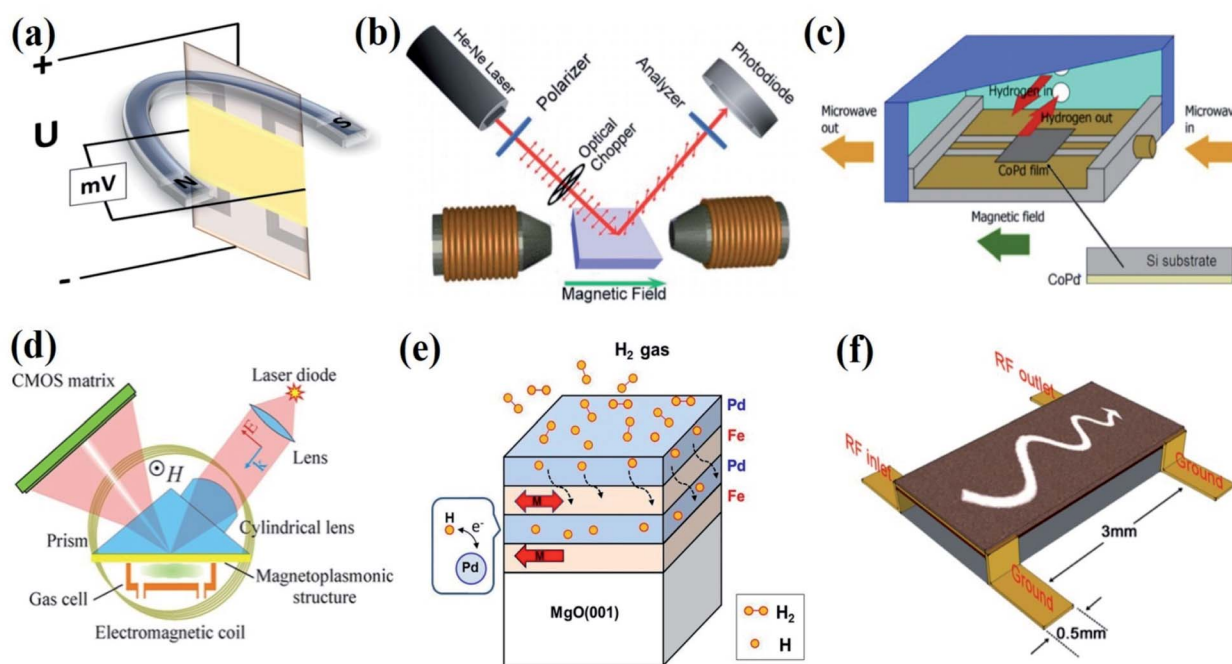 (a)
+
U
mV
N
S
-
(b)
He-Ne Laser
Polarizer
Optical
Chopper
Analyzer
Photodiode
Magnetic Field
(c)
Microwave
out
Hydrogen in
Hydrogen out
CoPd film
Microwave
in
Magnetic field
Si substrate
CoPd
(d)
CMOS matrix
Laser diode
E
k
Lens
H
Cylindrical lens
Prism
Magnetoplasmonic
structure
Gas cell
Electromagnetic coil
(e)
H2 gas
Pd
Fe
Pd
Fe
M
H
e-
Pd
M
MgO(001)
H2
H
(f)
RF outlet
RF inlet
Ground
3mm
Ground
0.5mm